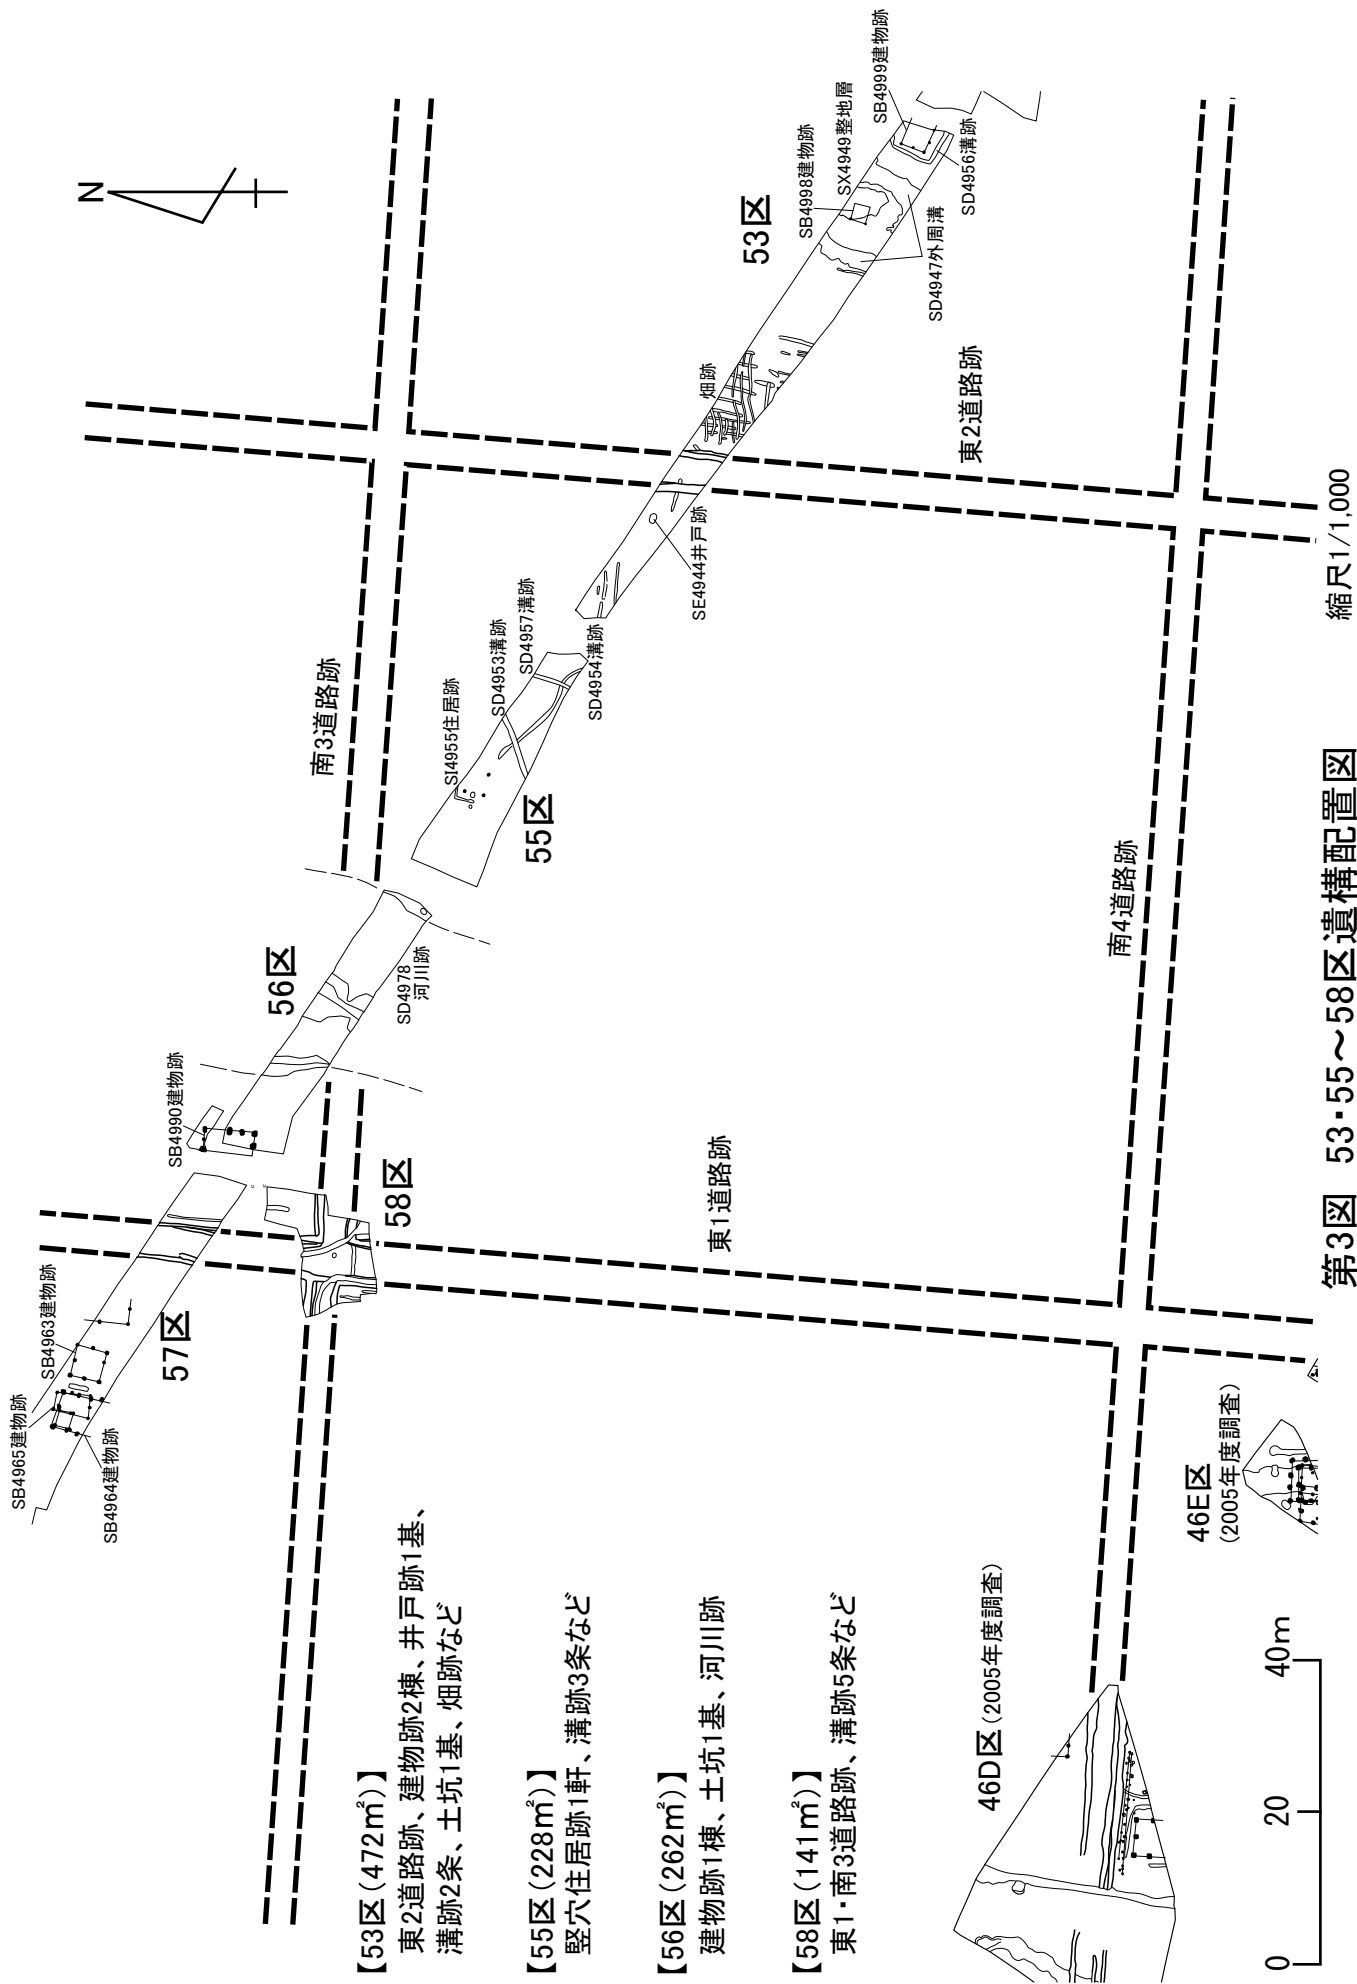 N
SB4965建物跡
SB4963建物跡
SB4964建物跡
57区
SB4990建物跡
56区
SD4978
河川跡
58区
南3道路跡
SI4955住居跡
SD4953溝跡
SD4957溝跡
SD4954溝跡
55区
SE4944井戸跡
畑跡
53区
SB4998建物跡
SX4949整地層
SB4999建物跡
SD4956溝跡
SD4947外周溝
東2道路跡
東1道路跡
南4道路跡
【53区(472㎡)】
東2道路跡、建物跡2棟、井戸跡1基、
溝跡2条、土坑1基、畑跡など
【55区(228㎡)】
竪穴住居跡1軒、溝跡3条など
【56区(262㎡)】
建物跡1棟、土坑1基、河川跡
【58区(141㎡)】
東1・南3道路跡、溝跡5条など
46D区(2005年度調査)
46E区
(2005年度調査)
0 20 40m
第3図 53・55～58区遺構配置図
縮尺1/1,000